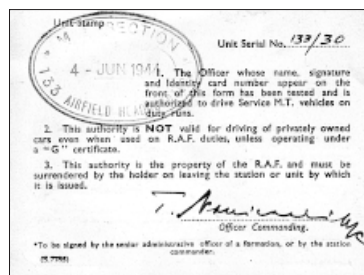 Unit Stamp
Unit Serial No. 133/30
M SECTION
4 - JUN 1944
133 AIRFIELD
1. The Officer whose name, signature
and Identity card number appear on the
front of this form has been tested and is
authorized to drive Service M.T. vehicles on
duty runs.
2. This authority is NOT valid for driving of privately owned
cars even when used on R.A.F. duties, unless operating under
a "G" certificate.
3. This authority is the property of the R.A.F. and must be
surrendered by the holder on leaving the station or unit by which
it is issued.
Officer Commanding.
*To be signed by the senior administrative officer of a formation, or by the station
commander.